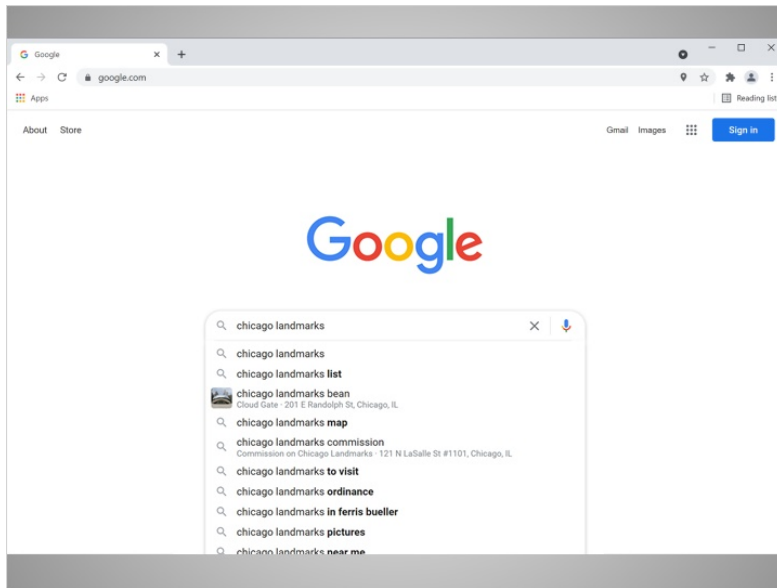 Google
google.com
Apps
Reading list
About Store
Gmail Images
Sign in
Google
chicago landmarks
chicago landmarks
chicago landmarks list
chicago landmarks bean
Cloud Gate · 201 E Randolph St, Chicago, IL
chicago landmarks map
chicago landmarks commission
Commission on Chicago Landmarks · 121 N LaSalle St #1101, Chicago, IL
chicago landmarks to visit
chicago landmarks ordinance
chicago landmarks in ferris bueller
chicago landmarks pictures
chicago landmarks near me